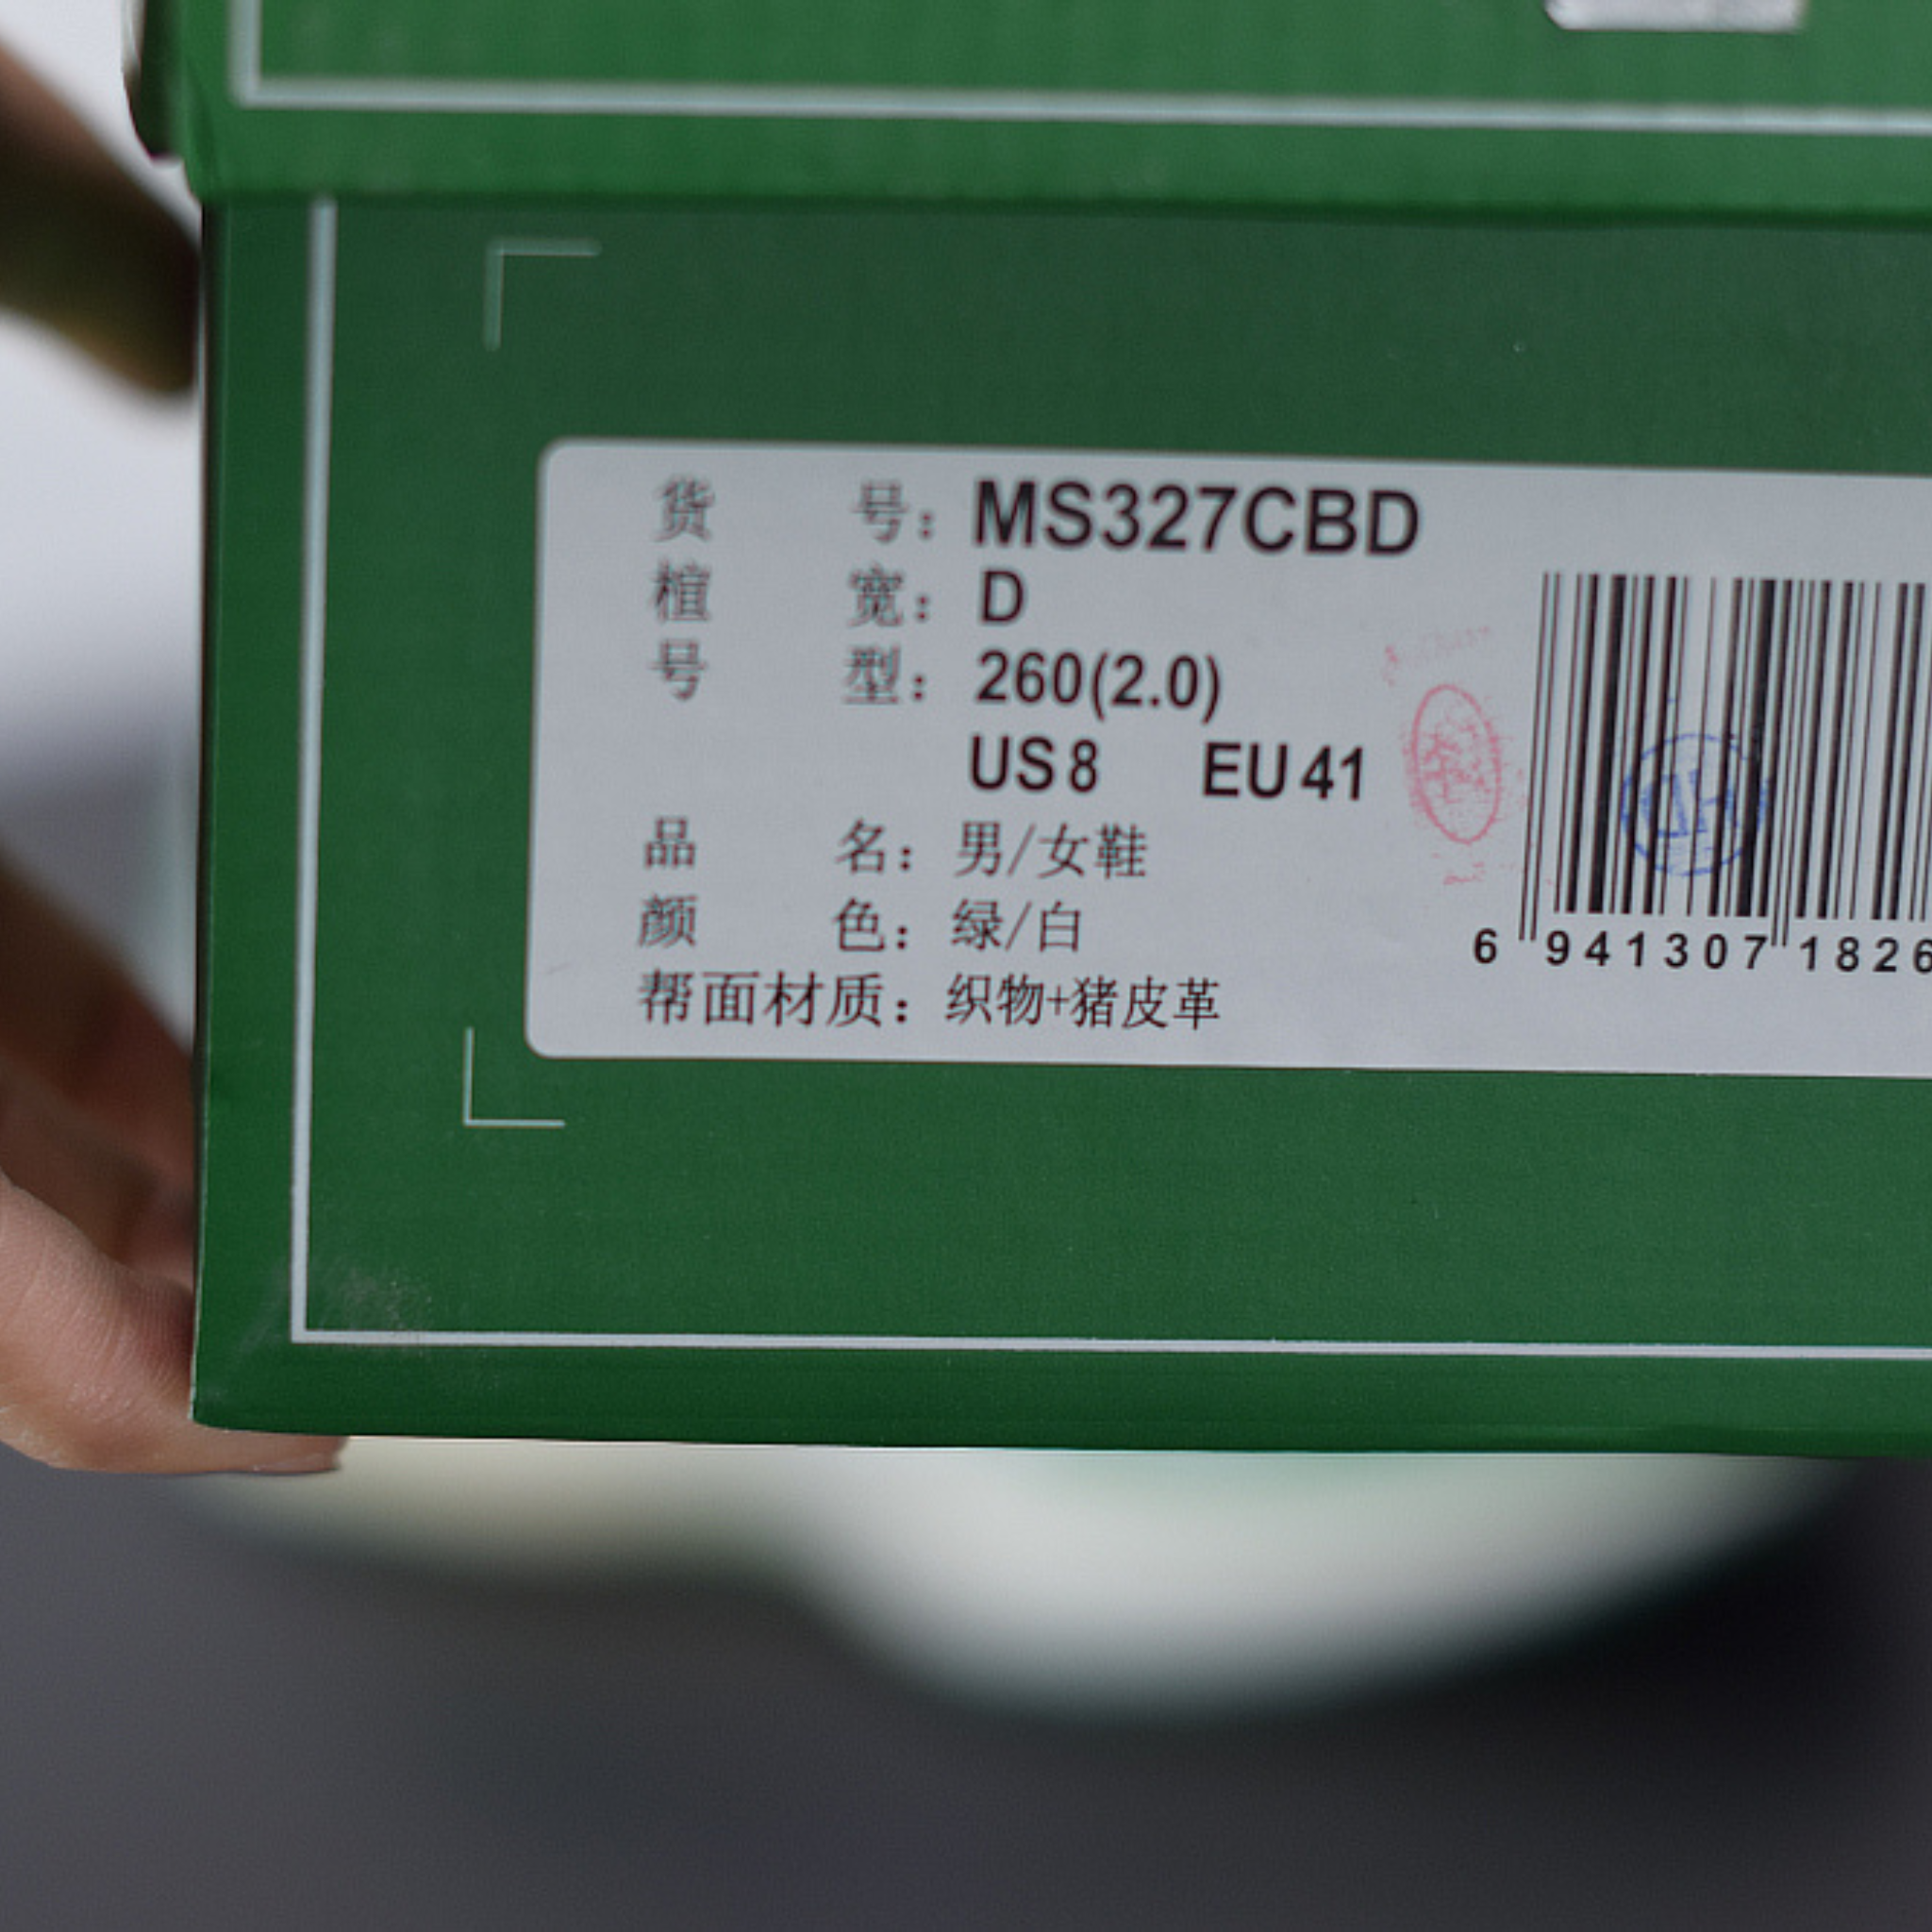 货 号： MS327CBD
楦 宽： D
号 型： 260(2.0)
US 8 EU 41
品 名： 男/女鞋
颜 色： 绿/白
帮面材质： 织物+猪皮革
6 941307 1826